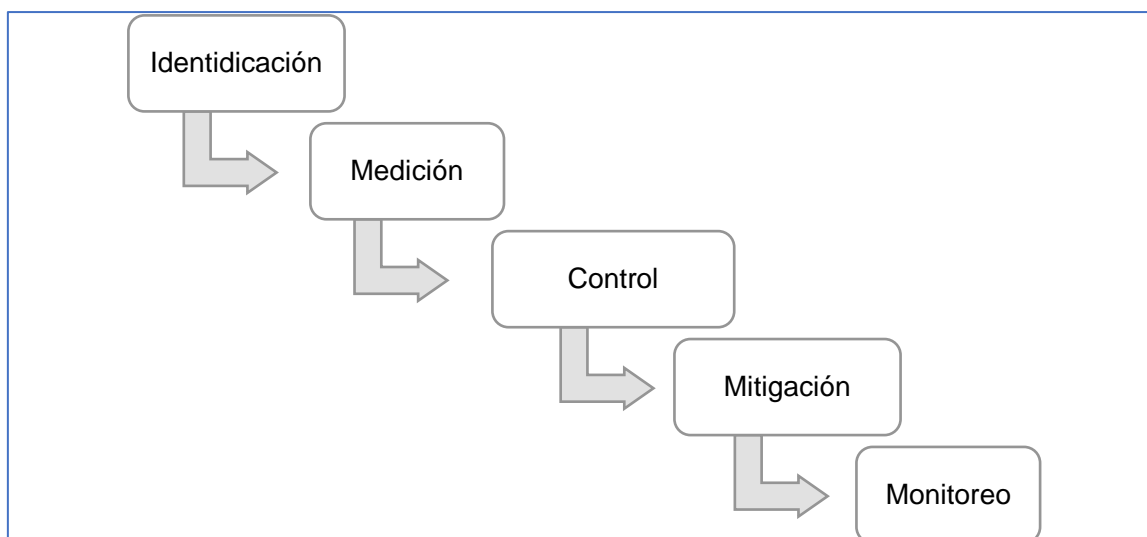 Identidicación
Medición
Control
Mitigación
Monitoreo